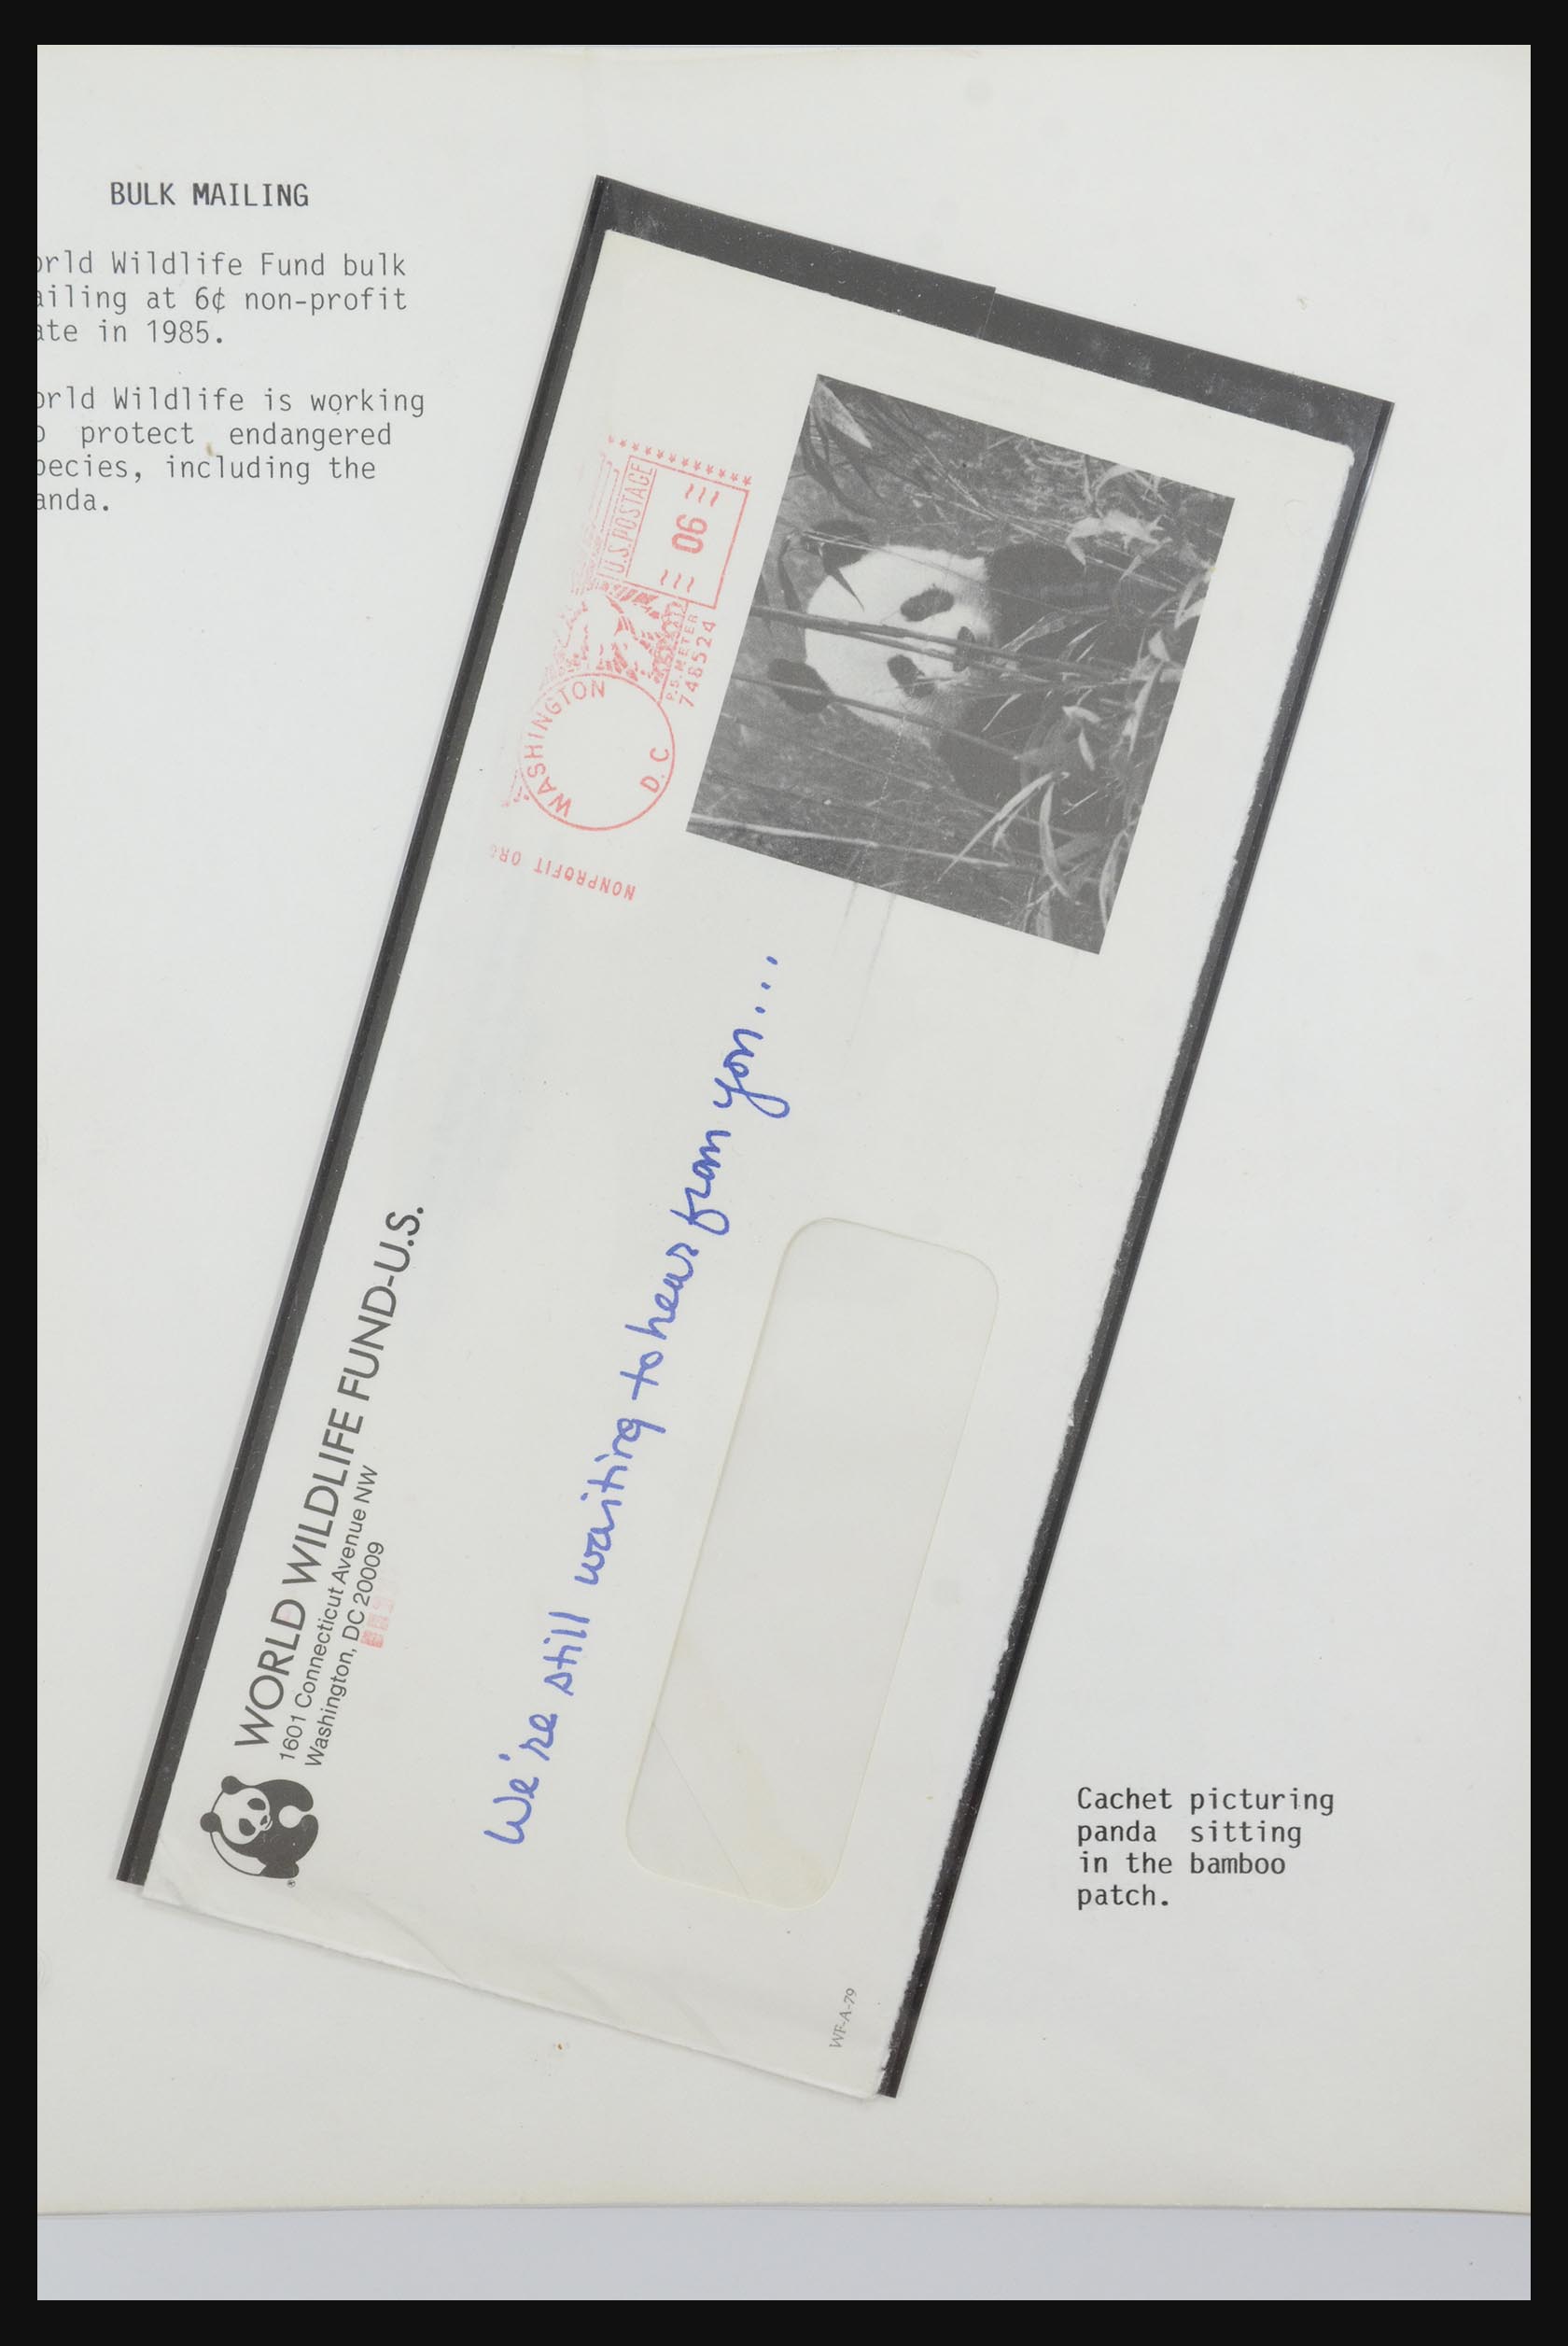 BULK MAILING
orld Wildlife Fund bulk
ailing at 6¢ non-profit
ate in 1985.
orld Wildlife is working
o protect endangered
pecies, including the
anda.
U.S. POSTAGE
06
P.S. METER
748524
WASHINGTON
D.C
NONPROFIT ORG
WORLD WILDLIFE FUND-U.S.
1601 Connecticut Avenue NW
Washington, DC 20009
®
We're still waiting to hear from you...
WF-A-79
Cachet picturing
panda sitting
in the bamboo
patch.